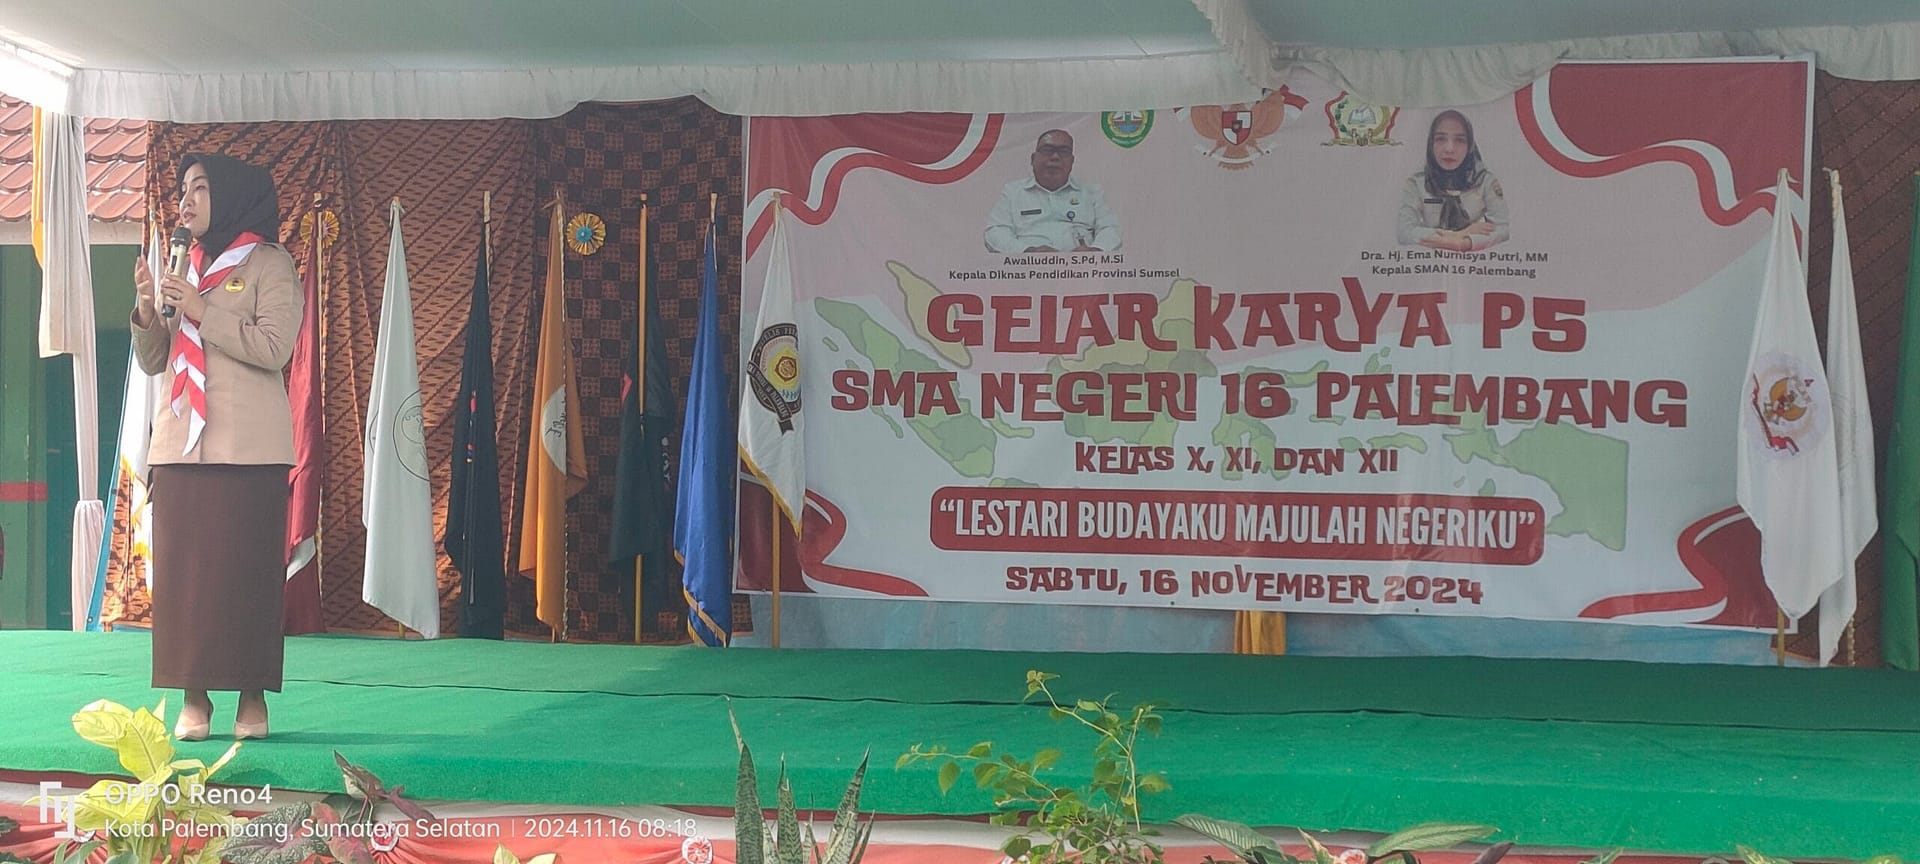 Awalluddin, S.Pd, M.Si
Kepala Diknas Pendidikan Provinsi Sumsel
Dra. Hj. Ema Nurnisya Putri, MM
Kepala SMAN 16 Palembang
GELAR KARYA P5
SMA NEGERI 16 PALEMBANG
KELAS X, XI, DAN XII
“LESTARI BUDAYAKU MAJULAH NEGERIKU”
SABTU, 16 NOVEMBER 2024
OPPO Reno4
Kota Palembang, Sumatera Selatan | 2024.11.16 08:18